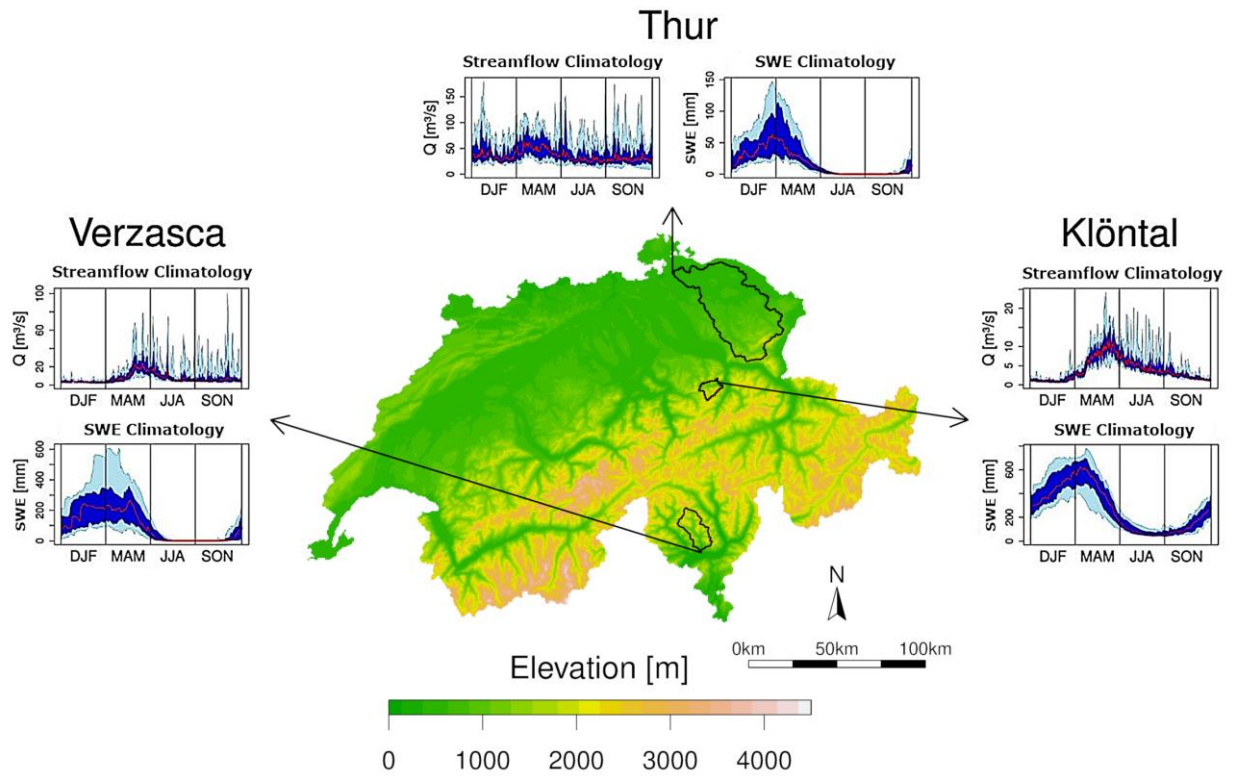 Thur
Streamflow Climatology
Q [m³/s]
0 50 100 150
DJF MAM JJA SON
SWE Climatology
SWE [mm]
0 50 100 150
DJF MAM JJA SON
Verzasca
Streamflow Climatology
Q [m³/s]
0 20 60 100
DJF MAM JJA SON
SWE Climatology
SWE [mm]
0 200 400 600
DJF MAM JJA SON
Klöntal
Streamflow Climatology
Q [m³/s]
0 5 10 20
DJF MAM JJA SON
SWE Climatology
SWE [mm]
0 200 600
DJF MAM JJA SON
N
0km 50km 100km
Elevation [m]
0 1000 2000 3000 4000